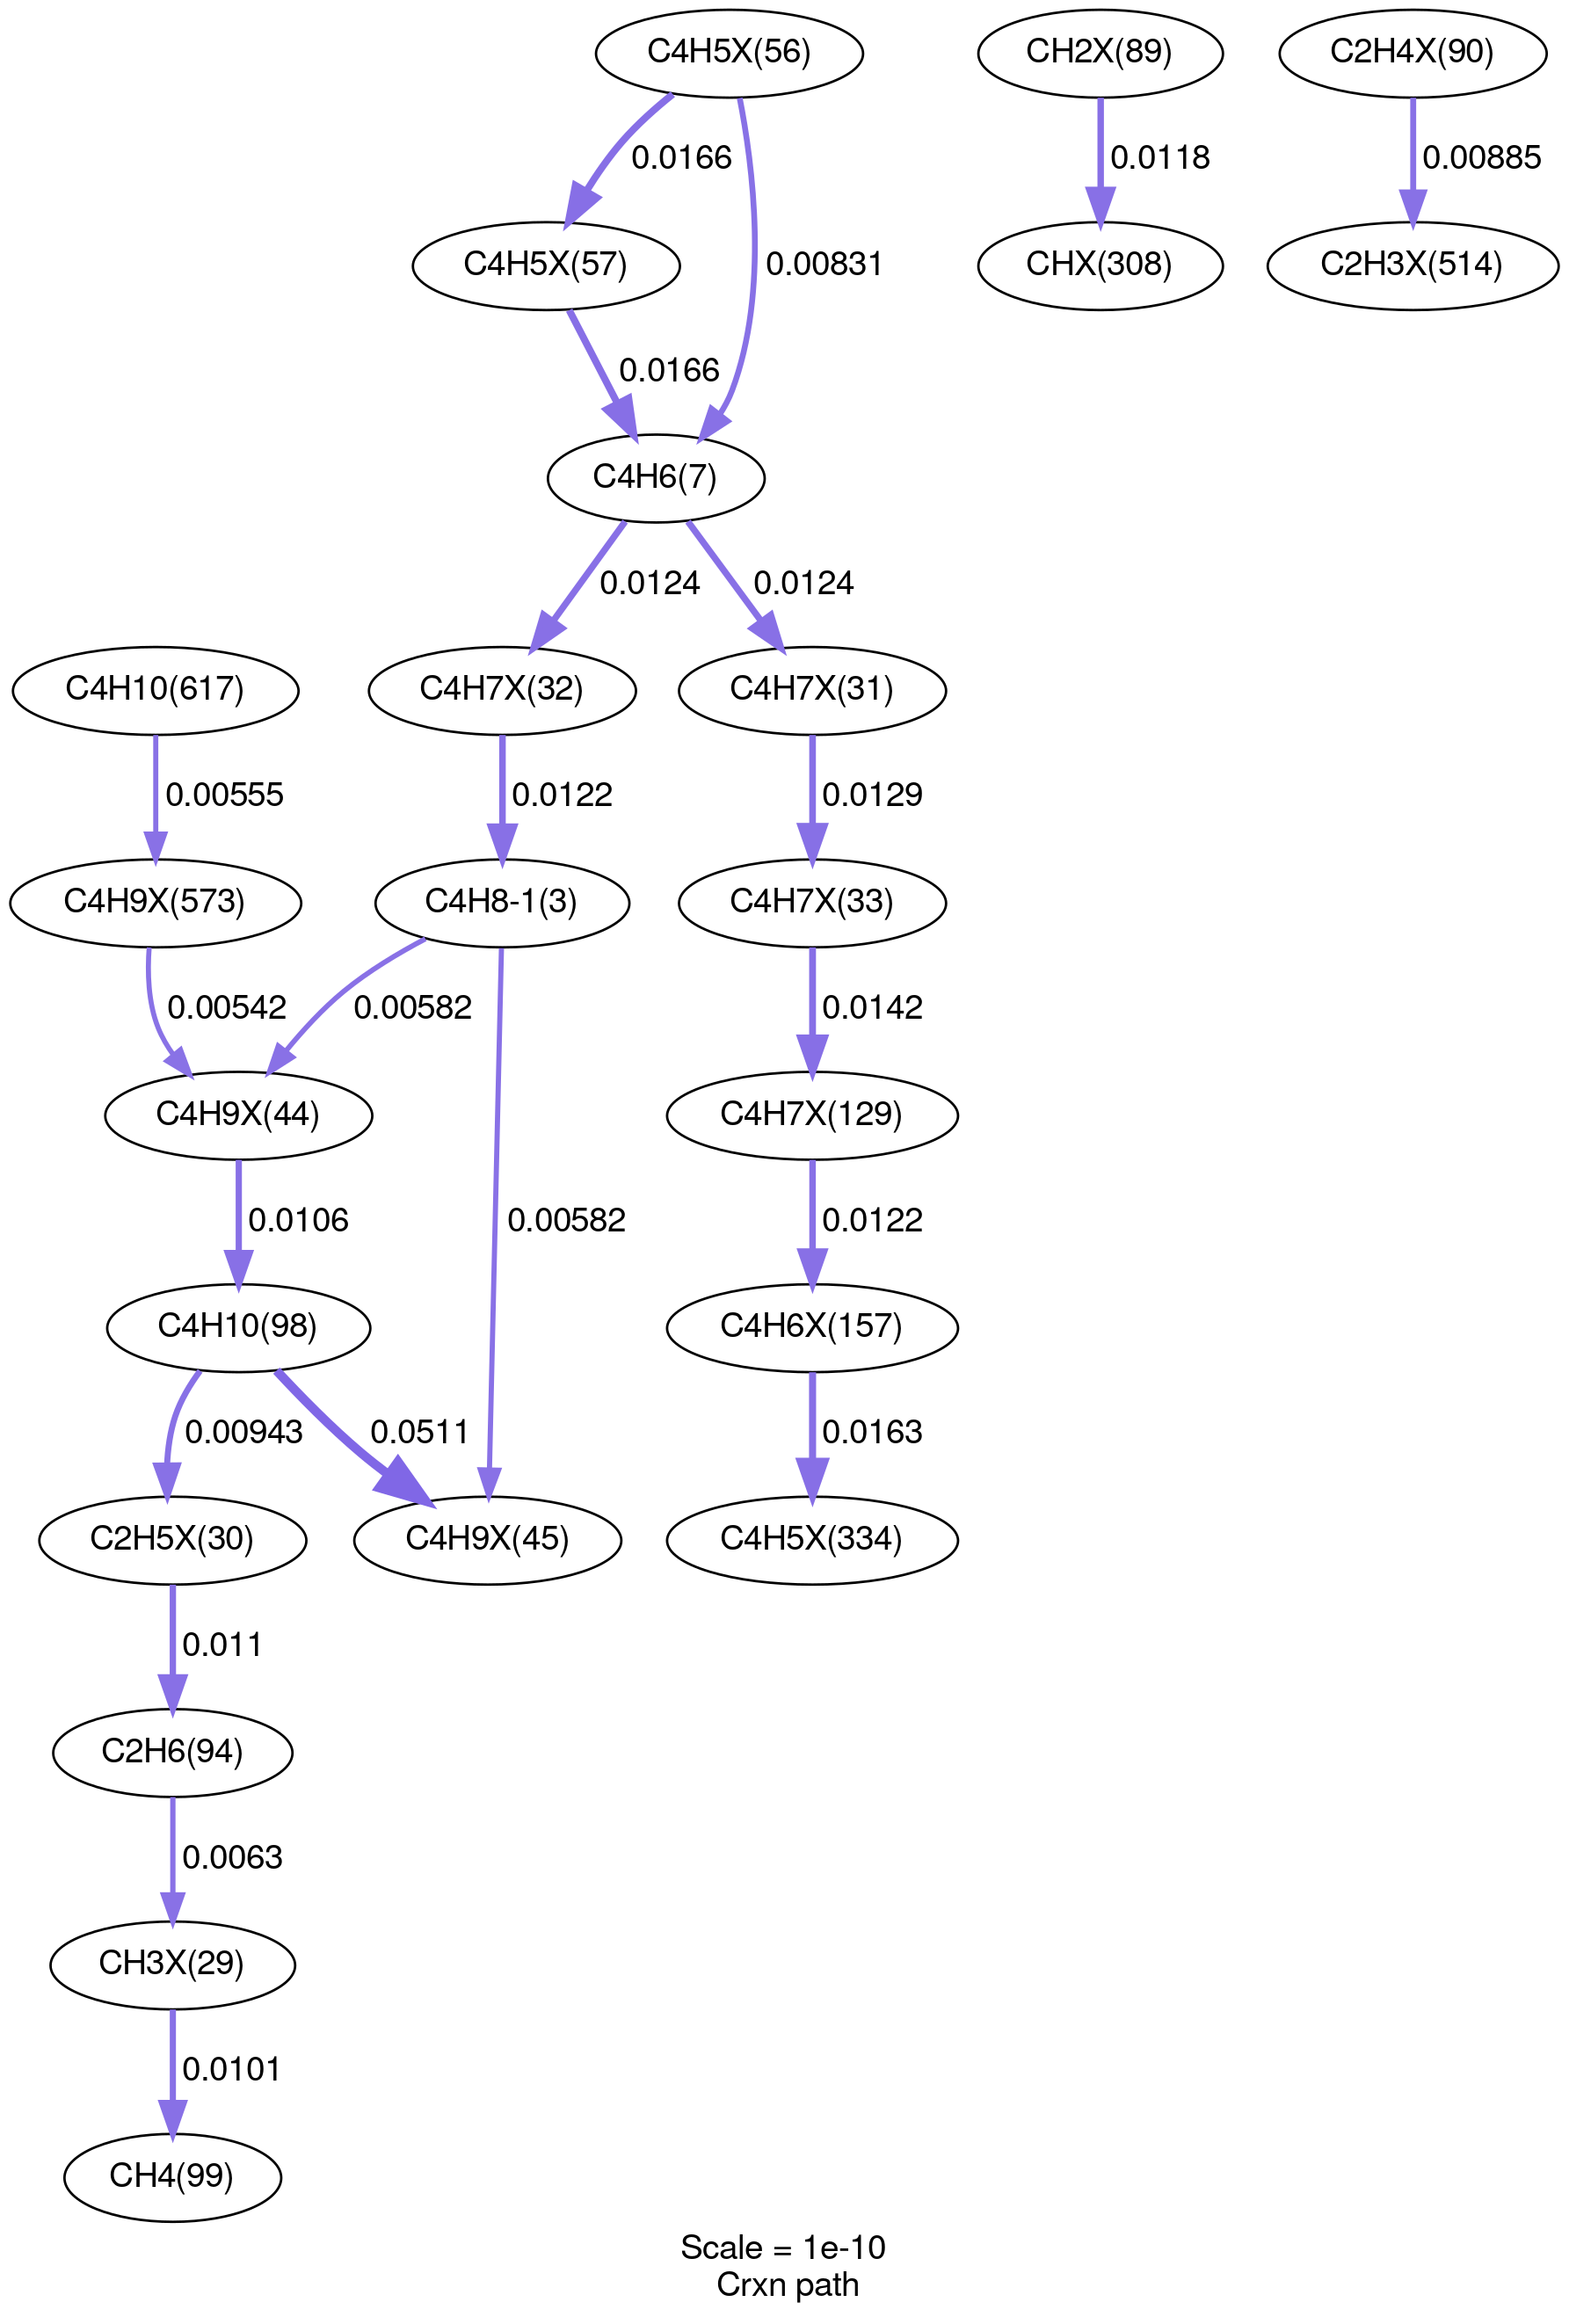 C4H5X(56)
CH2X(89)
C2H4X(90)
0.0166
0.0118
0.00885
C4H5X(57)
0.00831
CHX(308)
C2H3X(514)
0.0166
C4H6(7)
0.0124
0.0124
C4H10(617)
C4H7X(32)
C4H7X(31)
0.00555
0.0122
0.0129
C4H9X(573)
C4H8-1(3)
C4H7X(33)
0.00542
0.00582
0.0142
C4H9X(44)
C4H7X(129)
0.0106
0.00582
0.0122
C4H10(98)
C4H6X(157)
0.00943
0.0511
0.0163
C2H5X(30)
C4H9X(45)
C4H5X(334)
0.011
C2H6(94)
0.0063
CH3X(29)
0.0101
CH4(99)
Scale = 1e-10
Crxn path